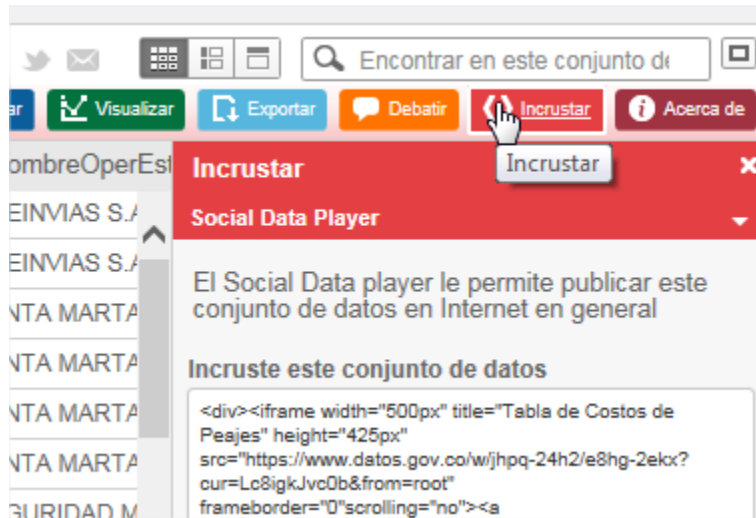 Encontrar en este conjunto de
ar
Visualizar
Exportar
Debatir
Incrustar
Acerca de
ombreOperEst
EINVIAS S.A
EINVIAS S.A
NTA MARTA
NTA MARTA
NTA MARTA
NTA MARTA
GURIDAD M
Incrustar
Incrustar
Social Data Player
El Social Data player le permite publicar este
conjunto de datos en Internet en general
Incruste este conjunto de datos
<div><iframe width="500px" title="Tabla de Costos de
Peajes" height="425px"
src="https://www.datos.gov.co/w/jhpq-24h2/e8hg-2ekx?
cur=Lc8igkJvc0b&from=root"
frameborder="0"scrolling="no"><a